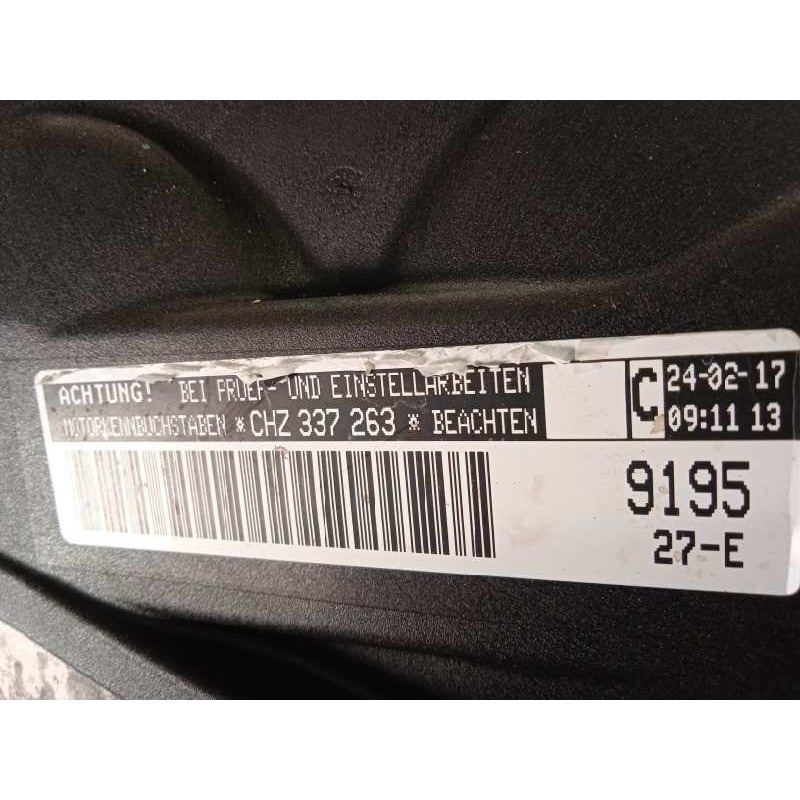 ACHTUNG! BEI PRUEF- UND EINSTELLARBEITEN
MOTORKENNBUCHSTABEN *CHZ 337 263* BEACHTEN
C
24-02-17
09:11 13
9195
27-E